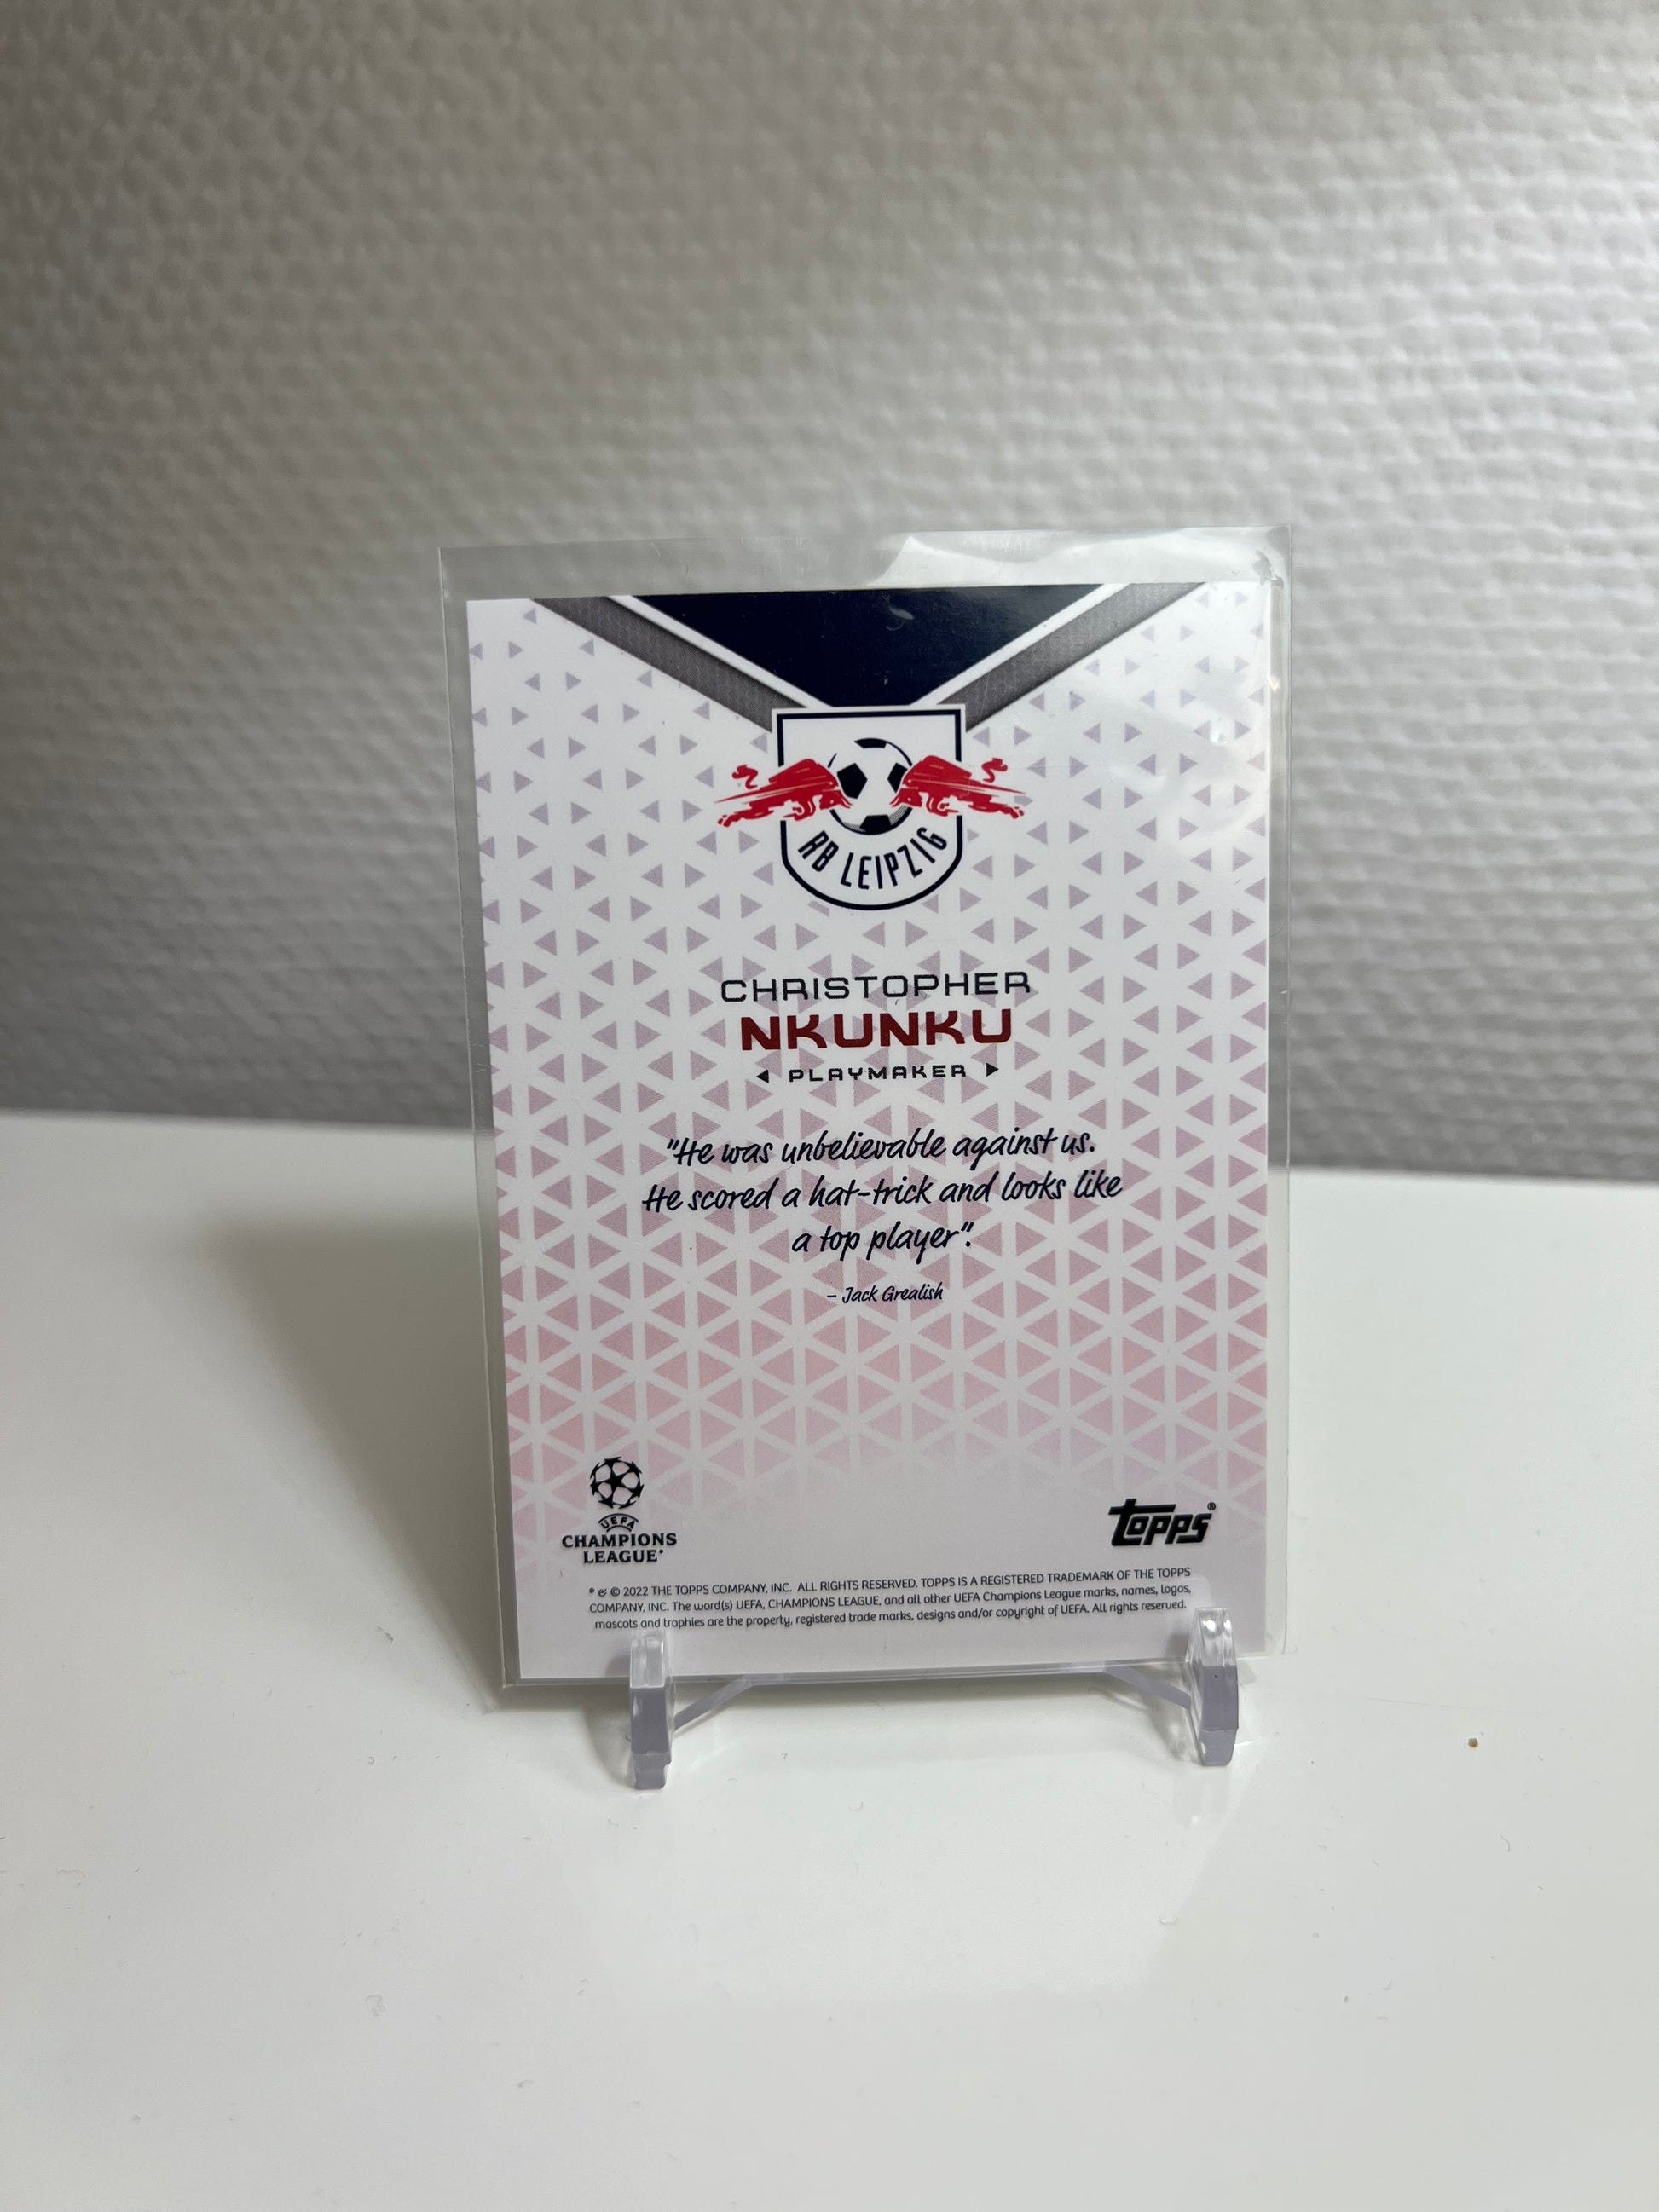 RB LEIPZIG
CHRISTOPHER
NKUNKU
PLAYMAKER
"He was unbelievable against us.
He scored a hat-trick and looks like
a top player".
– Jack Grealish
UEFA
CHAMPIONS
LEAGUE®
topps®
® & © 2022 THE TOPPS COMPANY, INC. ALL RIGHTS RESERVED. TOPPS IS A REGISTERED TRADEMARK OF THE TOPPS
COMPANY, INC. The word(s) UEFA, CHAMPIONS LEAGUE, and all other UEFA Champions League marks, names, logos,
mascots and trophies are the property, registered trade marks, designs and/or copyright of UEFA. All rights reserved.